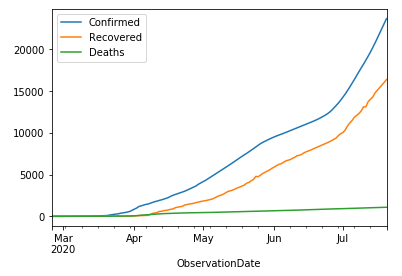 Confirmed
Recovered
Deaths
20000
15000
10000
5000
0
Mar Apr May Jun Jul
2020
ObservationDate